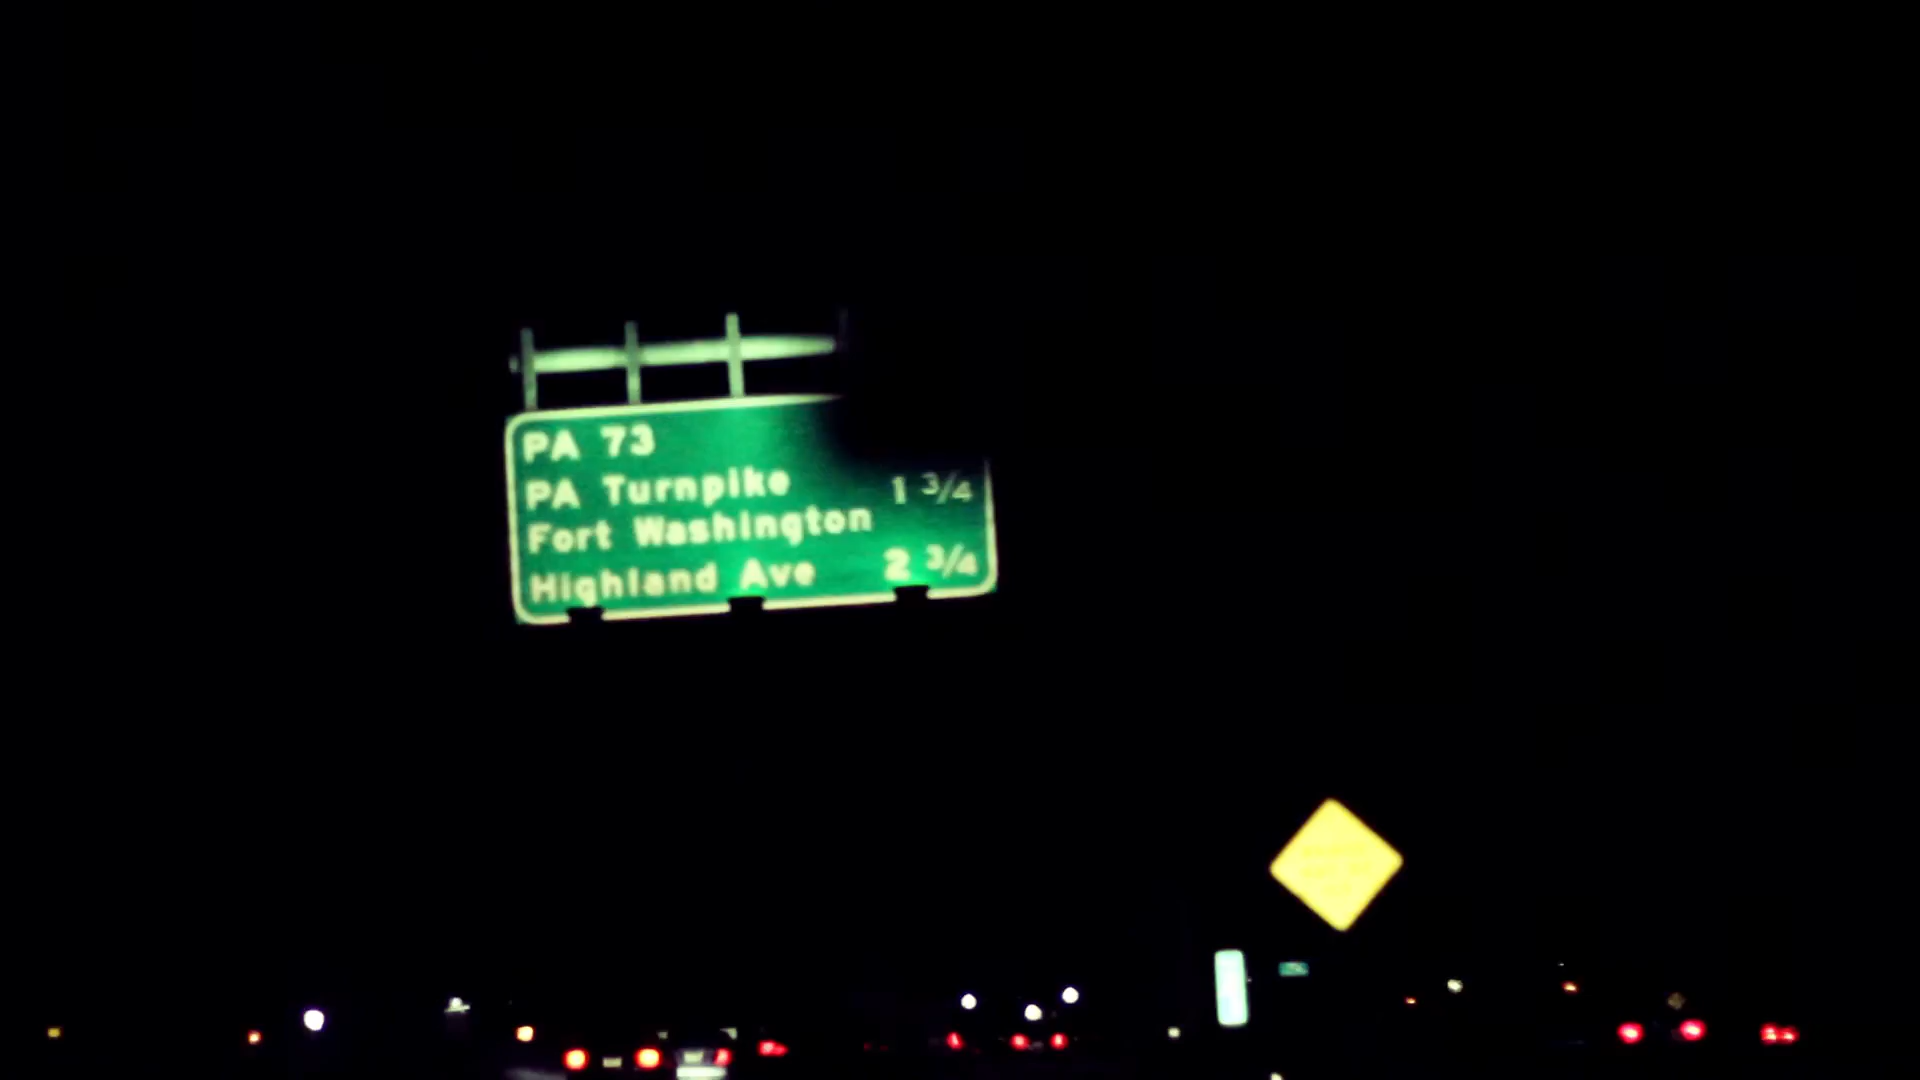 PA 73
PA Turnpike 1 3/4
Fort Washington
Highland Ave 2 3/4